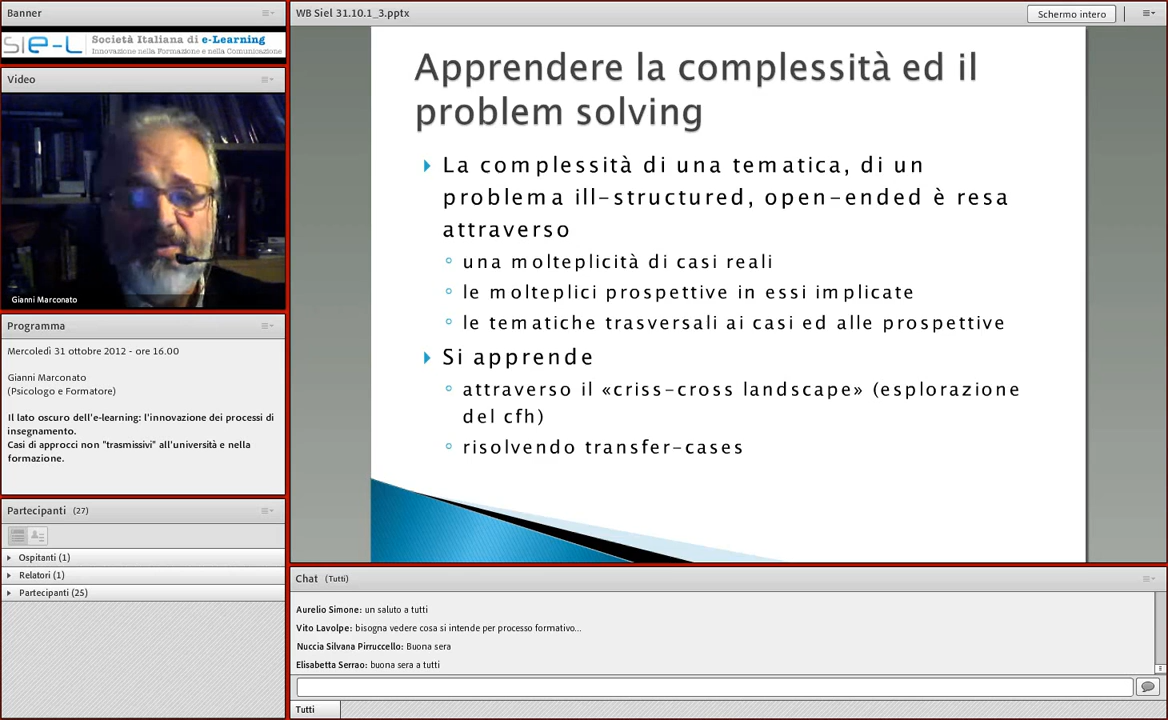 Banner
SIe-L
Società Italiana di e-Learning
Innovazione nella Formazione e nella Comunicazione
Video
Gianni Marconato
Programma
Mercoledì 31 ottobre 2012 - ore 16.00
Gianni Marconato
(Psicologo e Formatore)
Il lato oscuro dell'e-learning: l'innovazione dei processi di
insegnamento.
Casi di approcci non "trasmissivi" all'università e nella
formazione.
Partecipanti (27)
Ospitanti (1)
Relatori (1)
Partecipanti (25)
WB Siel 31.10.1_3.pptx
Schermo intero
Apprendere la complessità ed il
problem solving
La complessità di una tematica, di un
problema ill-structured, open-ended è resa
attraverso
una molteplicità di casi reali
le molteplici prospettive in essi implicate
le tematiche trasversali ai casi ed alle prospettive
Si apprende
attraverso il «criss-cross landscape» (esplorazione
del cfh)
risolvendo transfer-cases
Chat (Tutti)
Aurelio Simone: un saluto a tutti
Vito Lavolpe: bisogna vedere cosa si intende per processo formativo...
Nuccia Silvana Pirruccello: Buona sera
Elisabetta Serrao: buona sera a tutti
Tutti